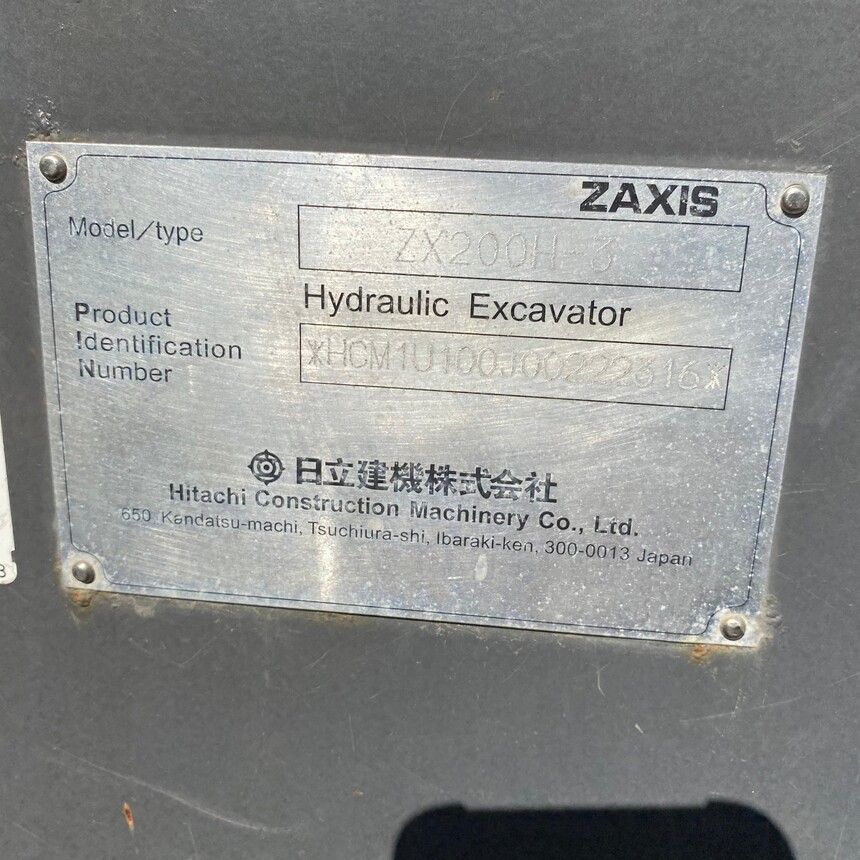 ZAXIS
Model/type
ZX200H-3
Hydraulic Excavator
Product
Identification
Number
*HCM1U100J00222316*
日立建機株式会社
Hitachi Construction Machinery Co., Ltd.
650, Kandatsu-machi, Tsuchiura-shi, Ibaraki-ken, 300-0013 Japan